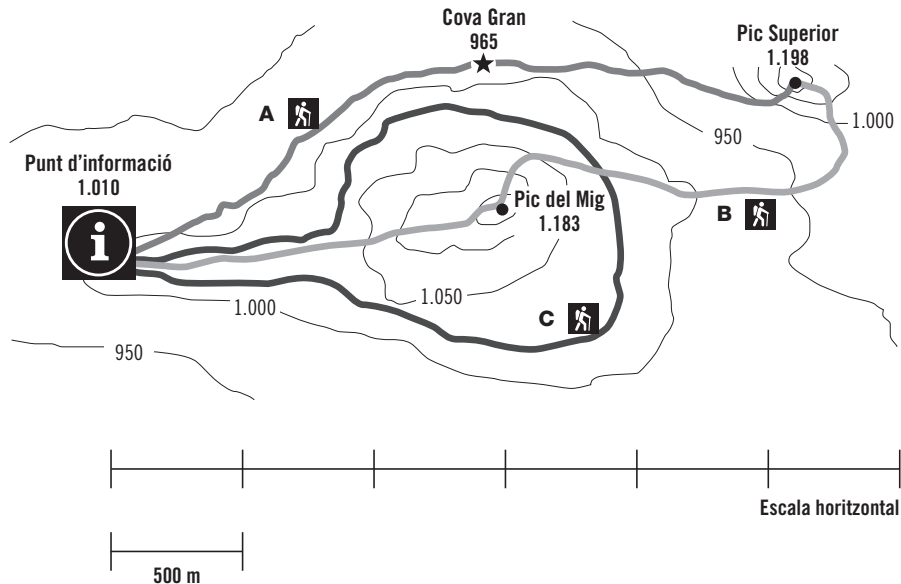 Cova Gran
965
Pic Superior
1.198
A
1.000
950
Punt d’informació
1.010
i
Pic del Mig
1.183
B
1.050
1.000
C
950
Escala horitzontal
500 m